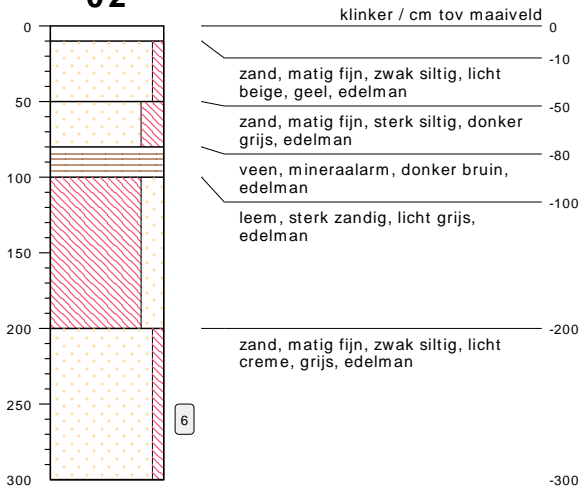 02
klinker / cm tov maaiveld
0
0
-10
zand, matig fijn, zwak siltig, licht
beige, geel, edelman
50
-50
zand, matig fijn, sterk siltig, donker
grijs, edelman
-80
veen, mineraalarm, donker bruin,
edelman
100
-100
leem, sterk zandig, licht grijs,
edelman
150
200
-200
zand, matig fijn, zwak siltig, licht
creme, grijs, edelman
250
6
300
-300